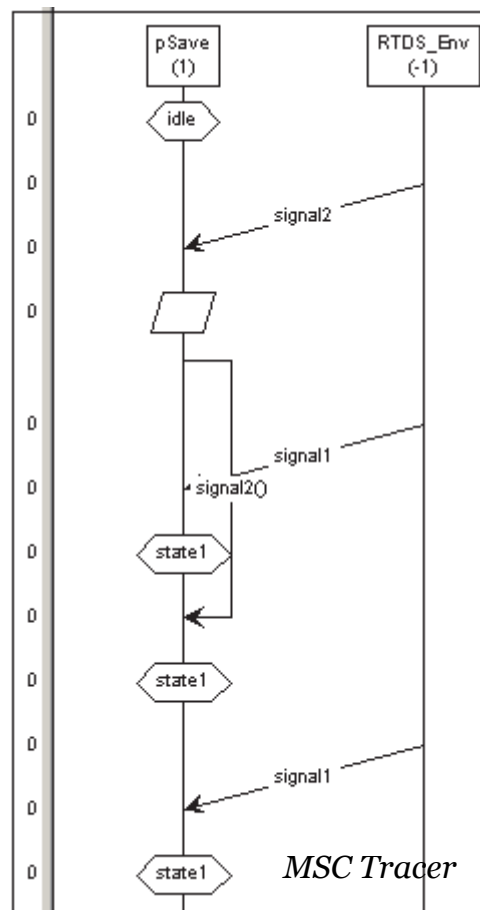 pSave
(1)
RTDS_Env
(-1)
0
idle
0
signal2
0
0
0
signal1
0
signal2()
0
state1
0
0
state1
0
signal1
0
0
state1
MSC Tracer